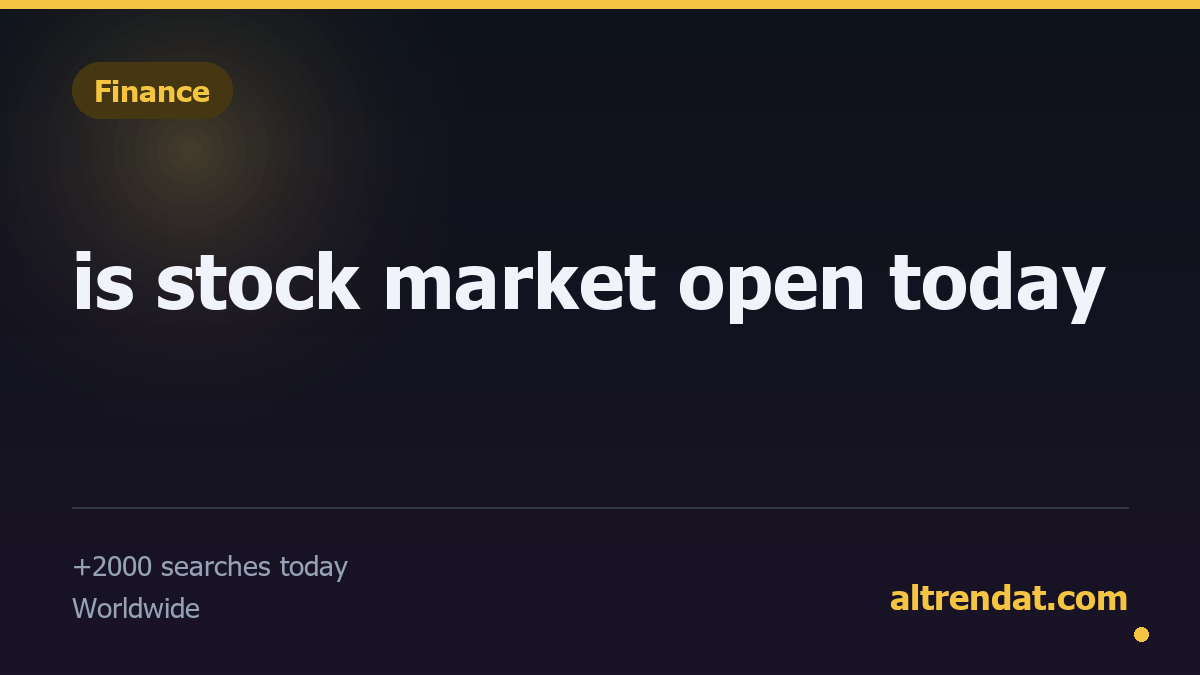 Finance
is stock market open today
+2000 searches today
Worldwide
altrendat.com